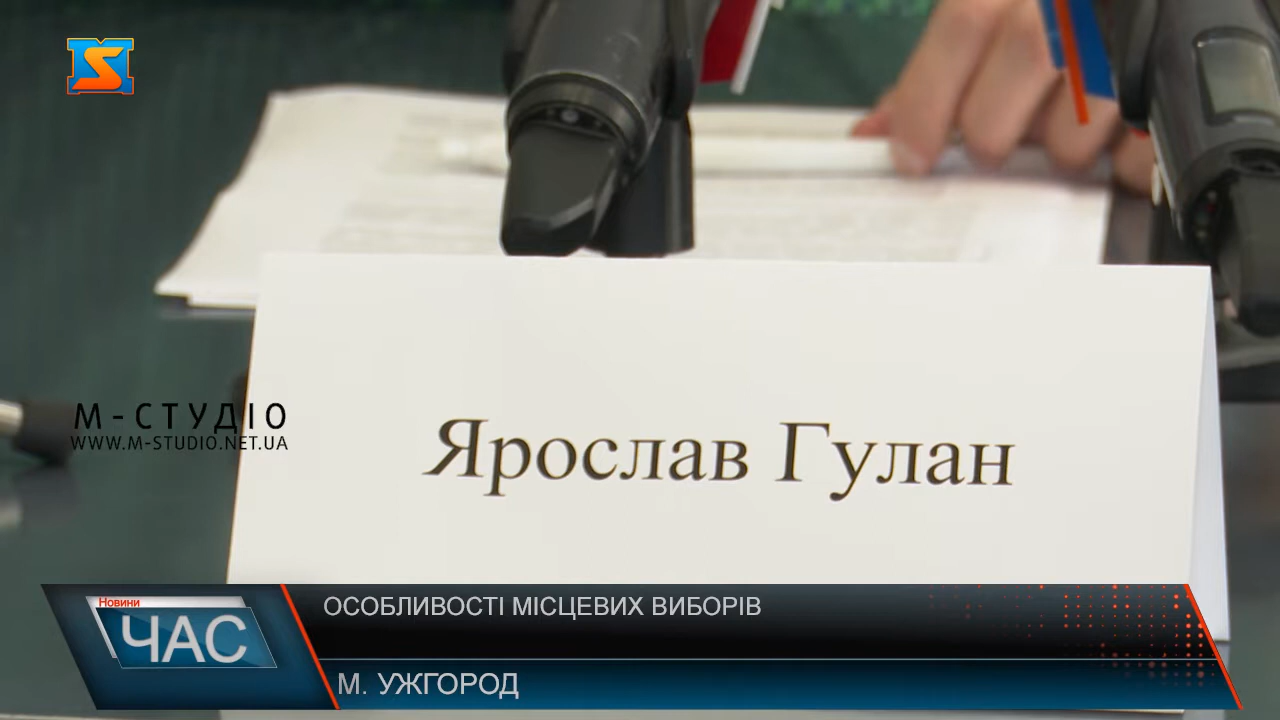 М-СТУДІО
WWW.M-STUDIO.NET.UA
Ярослав Гулан
Новини
ЧАС
ОСОБЛИВОСТІ МІСЦЕВИХ ВИБОРІВ
М. УЖГОРОД